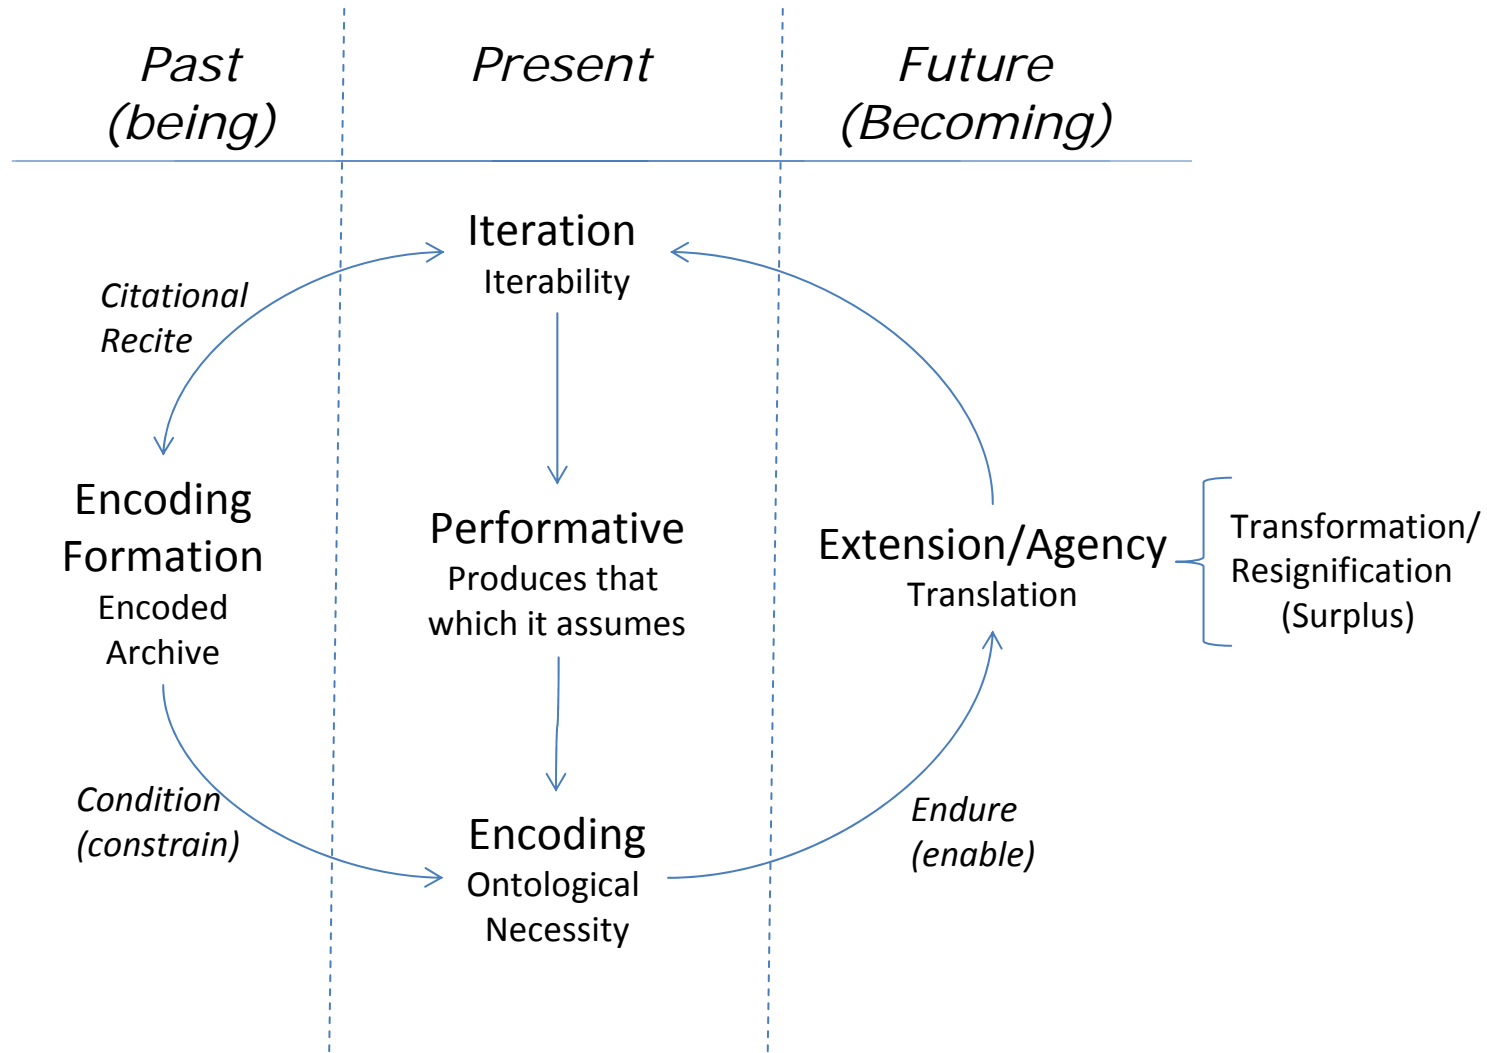 Past
(being)
Present
Future
(Becoming)
Iteration
Iterability
Citational
Recite
Encoding
Formation
Encoded
Archive
Performative
Produces that
which it assumes
Extension/Agency
Translation
Transformation/
Resignification
(Surplus)
Condition
(constrain)
Encoding
Ontological
Necessity
Endure
(enable)